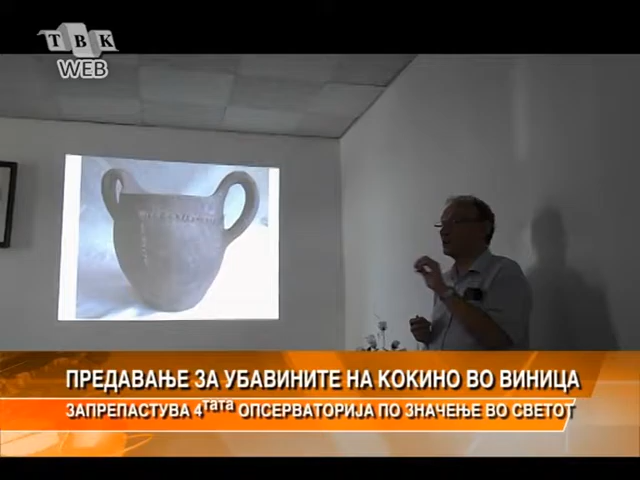 ТВК
WEB
ПРЕДАВАЊЕ ЗА УБАВИНИТЕ НА КОКИНО ВО ВИНИЦА
ЗАПРЕПАСТУВА 4тата ОПСЕРВАТОРИЈА ПО ЗНАЧЕЊЕ ВО СВЕТОТ